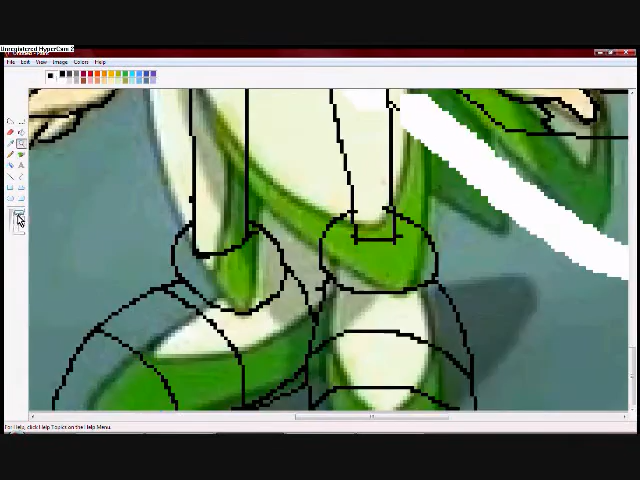 Unregistered HyperCam 2
File Edit View Image Colors Help
For Help, click Help Topics on the Help Menu.